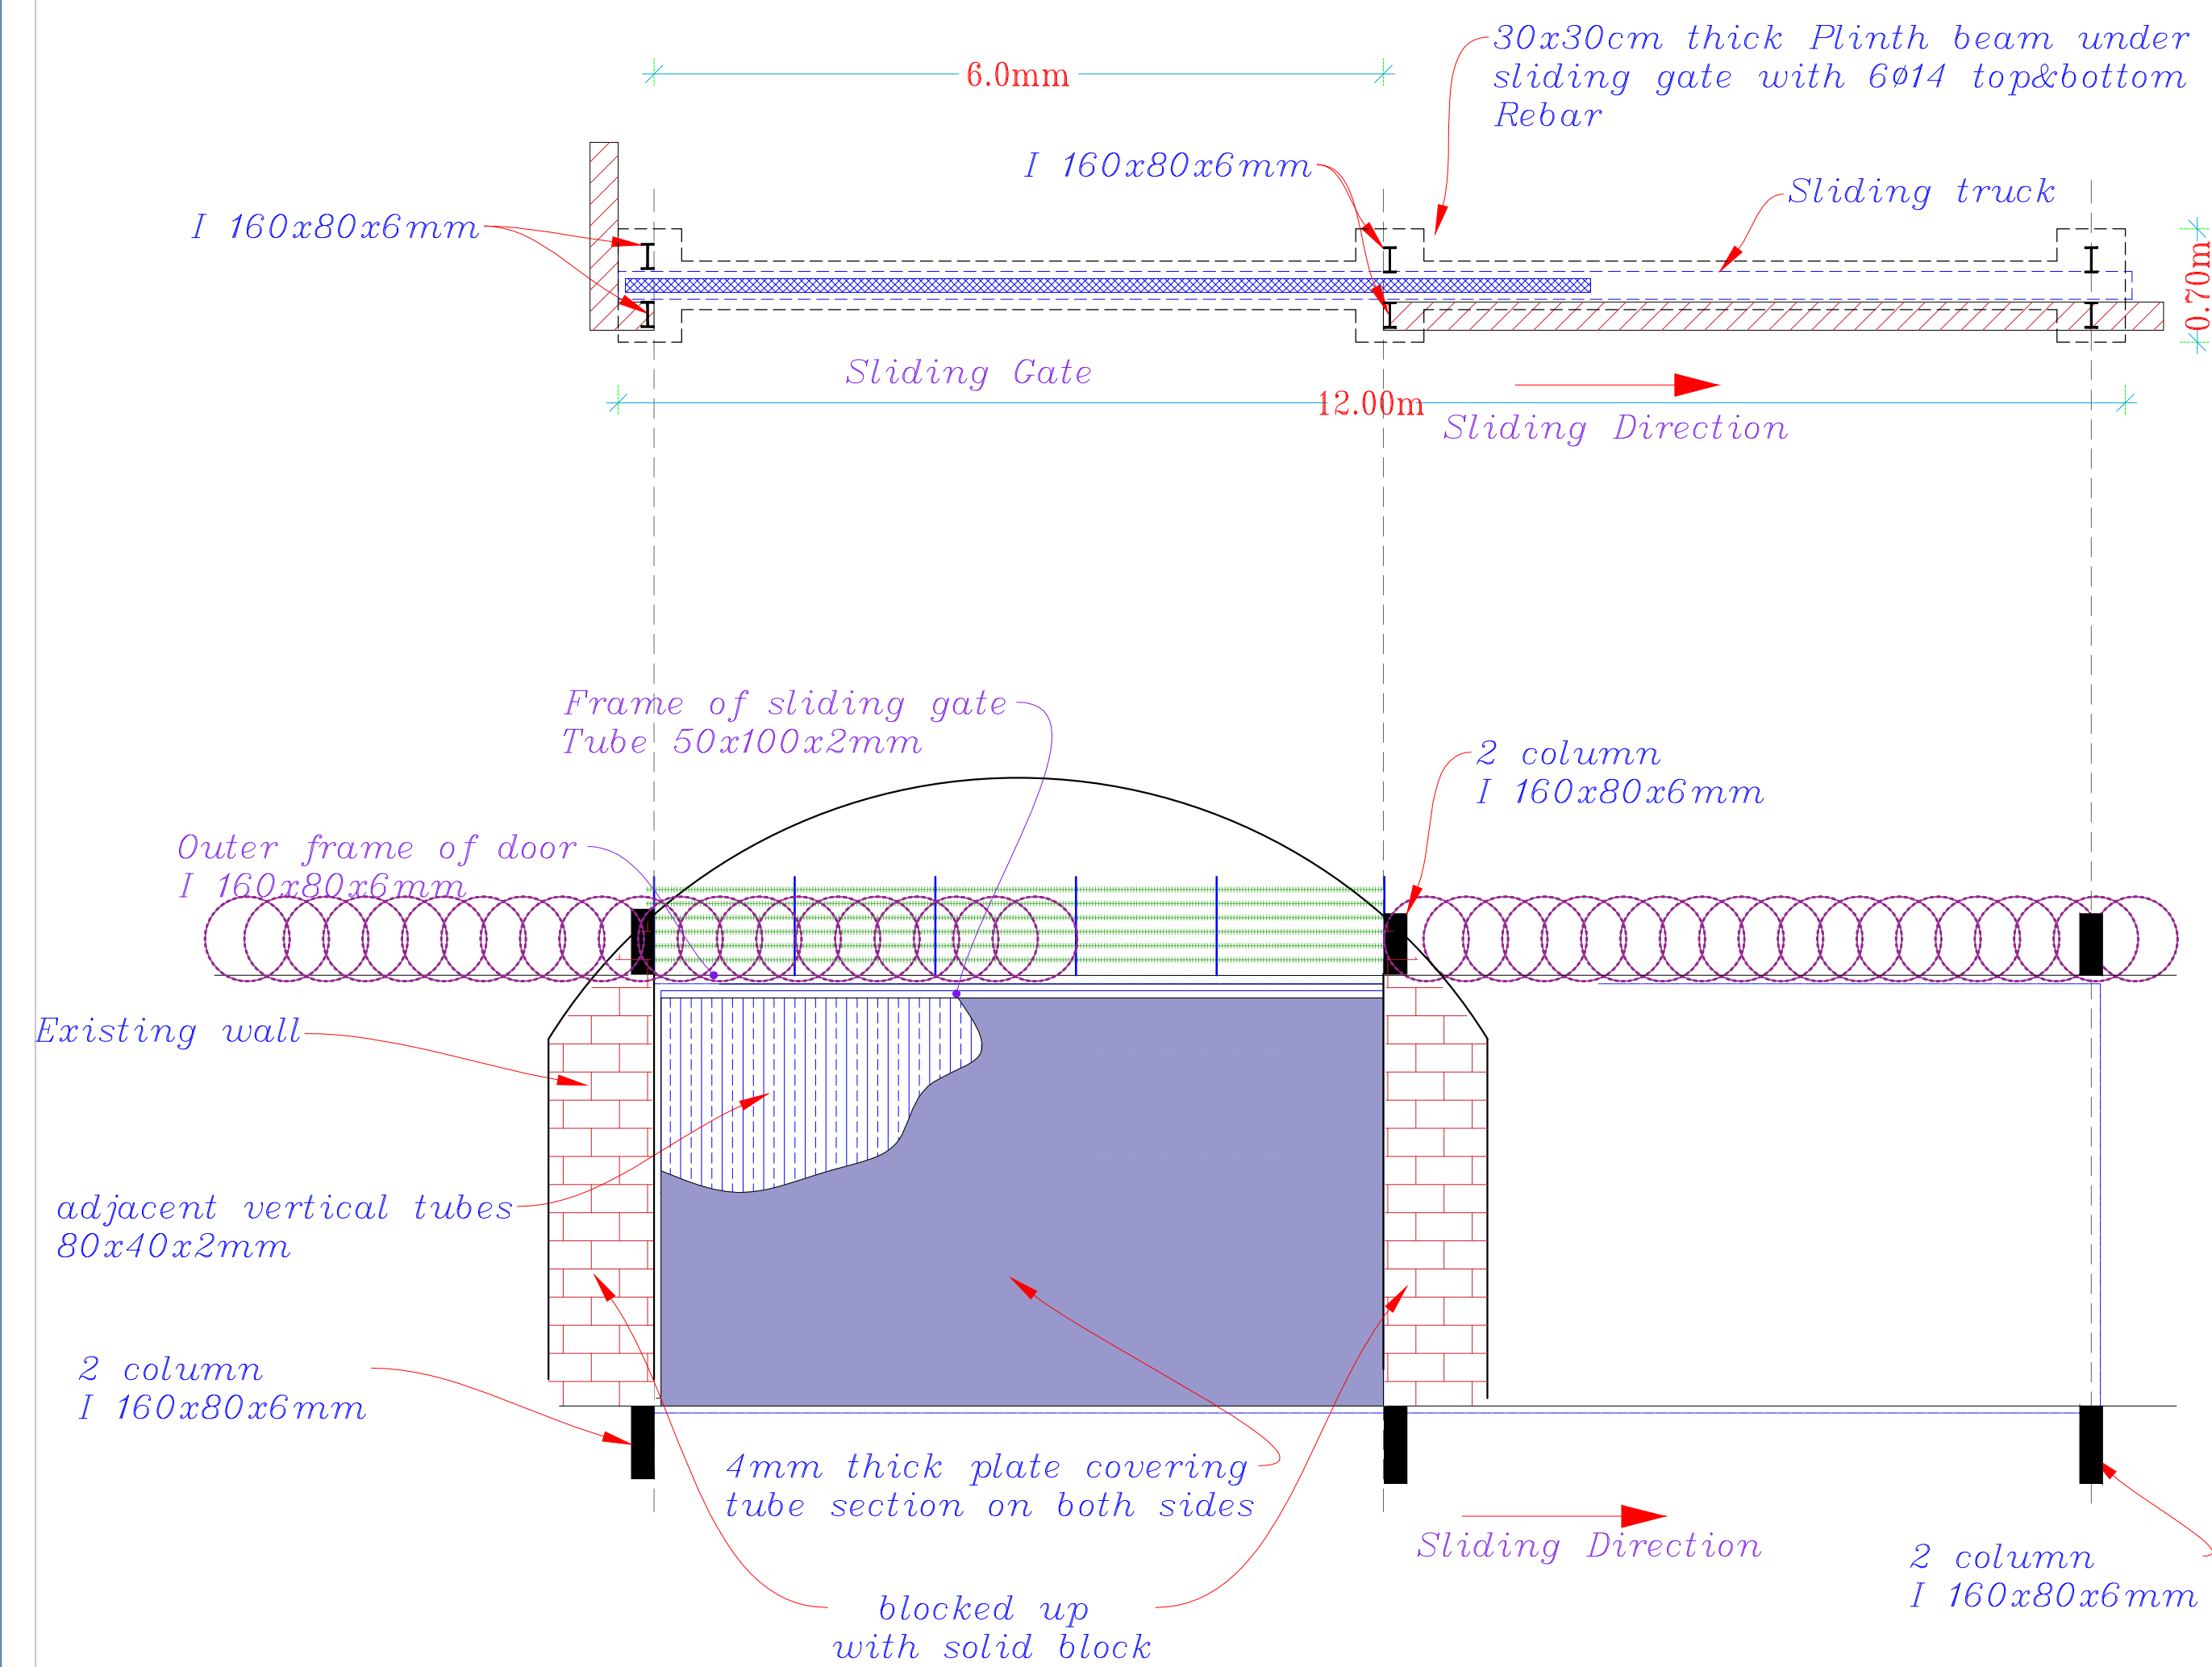 30x30cm thick Plinth beam under
sliding gate with 6ø14 top&bottom
Rebar
6.0mm
I 160x80x6mm
Sliding truck
I 160x80x6mm
0.70m
Sliding Gate
12.00m
Sliding Direction
Frame of sliding gate
Tube 50x100x2mm
2 column
I 160x80x6mm
Outer frame of door
I 160x80x6mm
Existing wall
adjacent vertical tubes
80x40x2mm
2 column
I 160x80x6mm
4mm thick plate covering
tube section on both sides
Sliding Direction
2 column
I 160x80x6mm
blocked up
with solid block